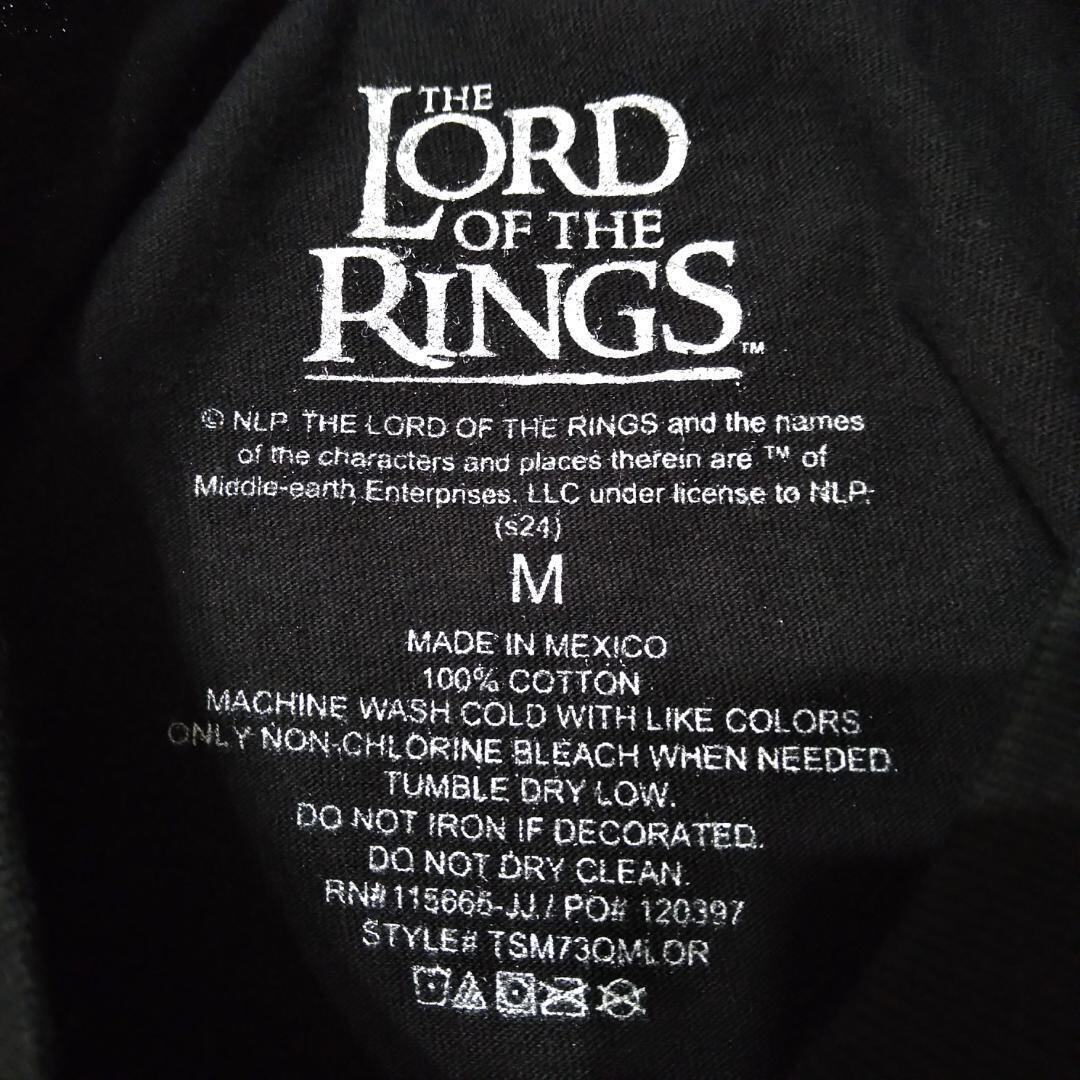 THE
LORD
OF THE
RINGS™
© NLP. THE LORD OF THE RINGS and the names
of the characters and places therein are ™ of
Middle-earth Enterprises, LLC under license to NLP.
(s24)
M
MADE IN MEXICO
100% COTTON
MACHINE WASH COLD WITH LIKE COLORS
ONLY NON-CHLORINE BLEACH WHEN NEEDED.
TUMBLE DRY LOW.
DO NOT IRON IF DECORATED.
DO NOT DRY CLEAN.
RN# 115665-JJ / PO# 120397
STYLE# TSM73OMLOR